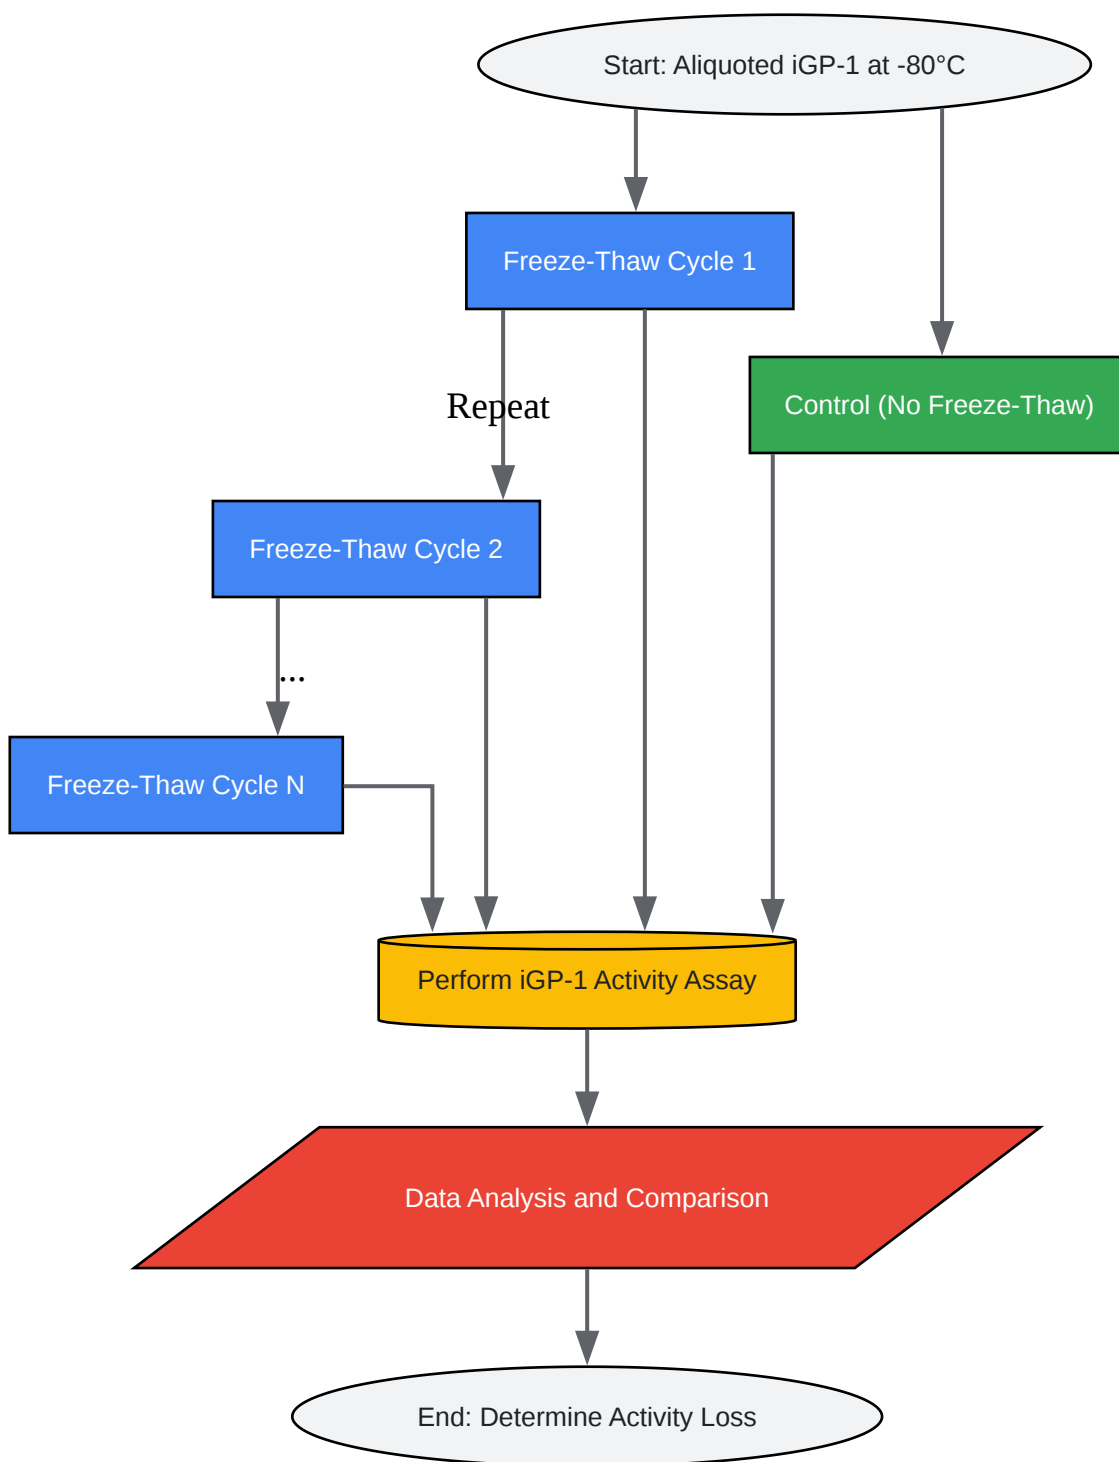 Start: Aliquoted iGP-1 at -80°C
Freeze-Thaw Cycle 1
Repeat
Control (No Freeze-Thaw)
Freeze-Thaw Cycle 2
...
Freeze-Thaw Cycle N
Perform iGP-1 Activity Assay
Data Analysis and Comparison
End: Determine Activity Loss